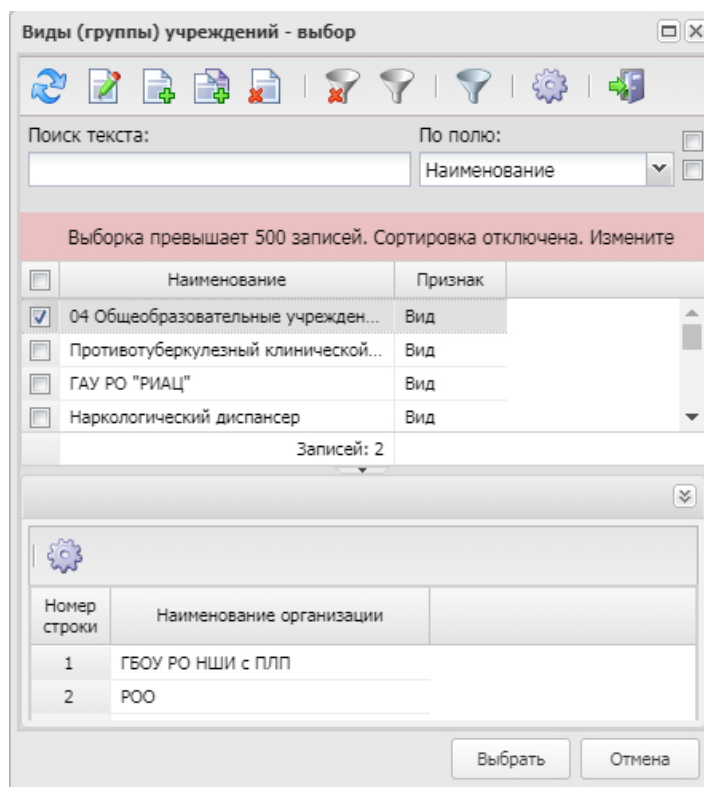 Виды (группы) учреждений - выбор
Поиск текста: По полю:
Наименование
Выборка превышает 500 записей. Сортировка отключена. Измените
Наименование Признак
04 Общеобразовательные учрежден... Вид
Противотуберкулезный клинической... Вид
ГАУ РО "РИАЦ" Вид
Наркологический диспансер Вид
Записей: 2
Номер строки Наименование организации
1 ГБОУ РО НШИ с ПЛП
2 РОО
Выбрать Отмена